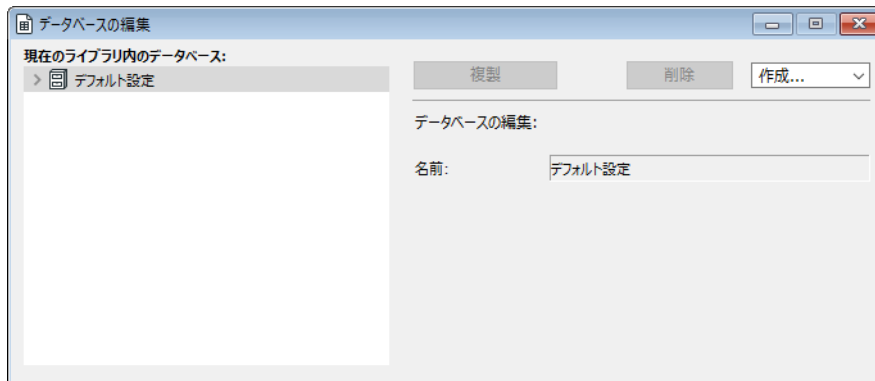 データベースの編集
現在のライブラリ内のデータベース:
デフォルト設定
複製
削除
作成...
データベースの編集:
名前:
デフォルト設定